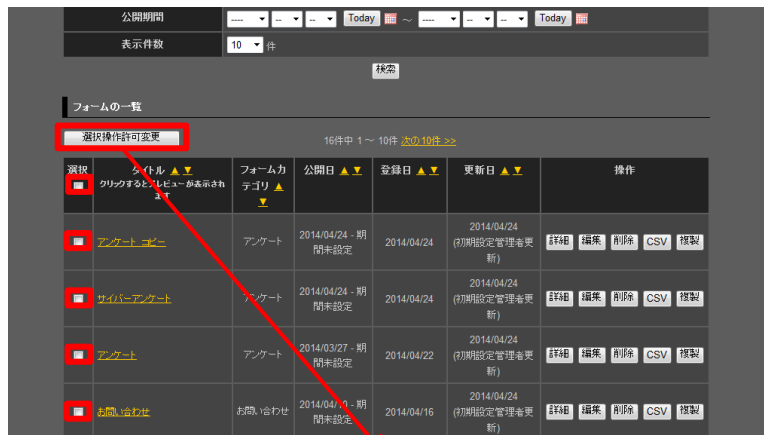 公開期間 ---- -- -- Today ～ ---- -- -- Today
表示件数 10 件
検索
フォームの一覧
選択操作許可変更 16件中 1～ 10件 次の10件 >>
選択 タイトル ▲ ▼ フォームカテゴリ ▲ ▼ 公開日 ▲ ▼ 登録日 ▲ ▼ 更新日 ▲ ▼ 操作
クリックするとプレビューが表示されます
アンケート コピー アンケート 2014/04/24 - 期間未設定 2014/04/24 2014/04/24 (初期設定管理者更新) 詳細 編集 削除 CSV 複製
サイバーアンケート アンケート 2014/04/24 - 期間未設定 2014/04/24 2014/04/24 (初期設定管理者更新) 詳細 編集 削除 CSV 複製
アンケート アンケート 2014/03/27 - 期間未設定 2014/04/22 2014/04/24 (初期設定管理者更新) 詳細 編集 削除 CSV 複製
お問い合わせ お問い合わせ 2014/04/10 - 期間未設定 2014/04/16 2014/04/24 (初期設定管理者更新) 詳細 編集 削除 CSV 複製